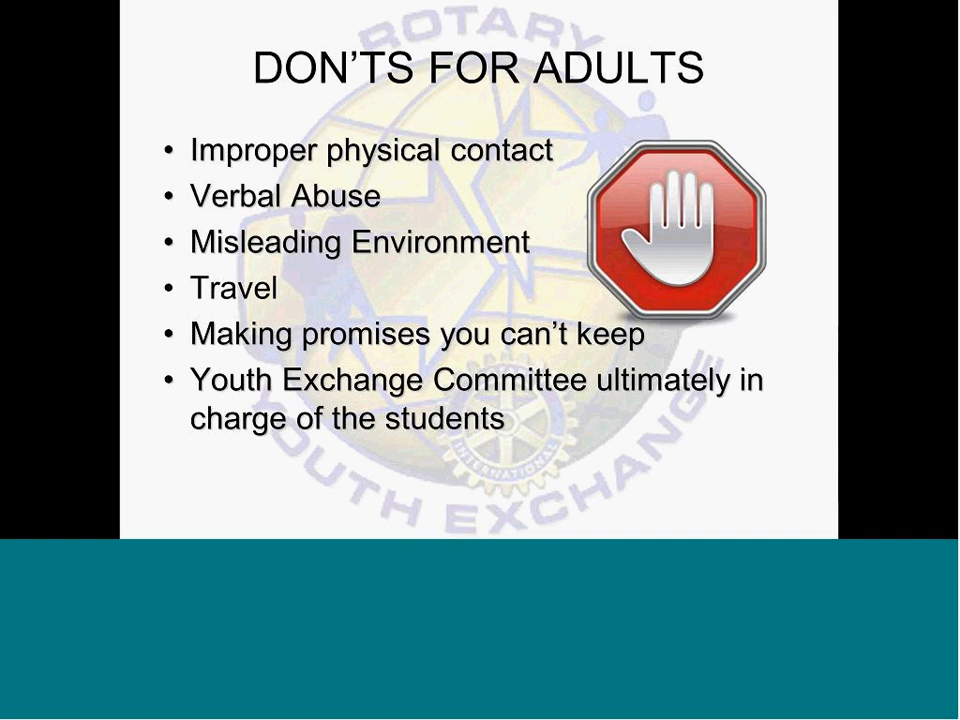 DON’TS FOR ADULTS
• Improper physical contact
• Verbal Abuse
• Misleading Environment
• Travel
• Making promises you can’t keep
• Youth Exchange Committee ultimately in
charge of the students
ROTARY
INTERNATIONAL
YOUTH EXCHANGE